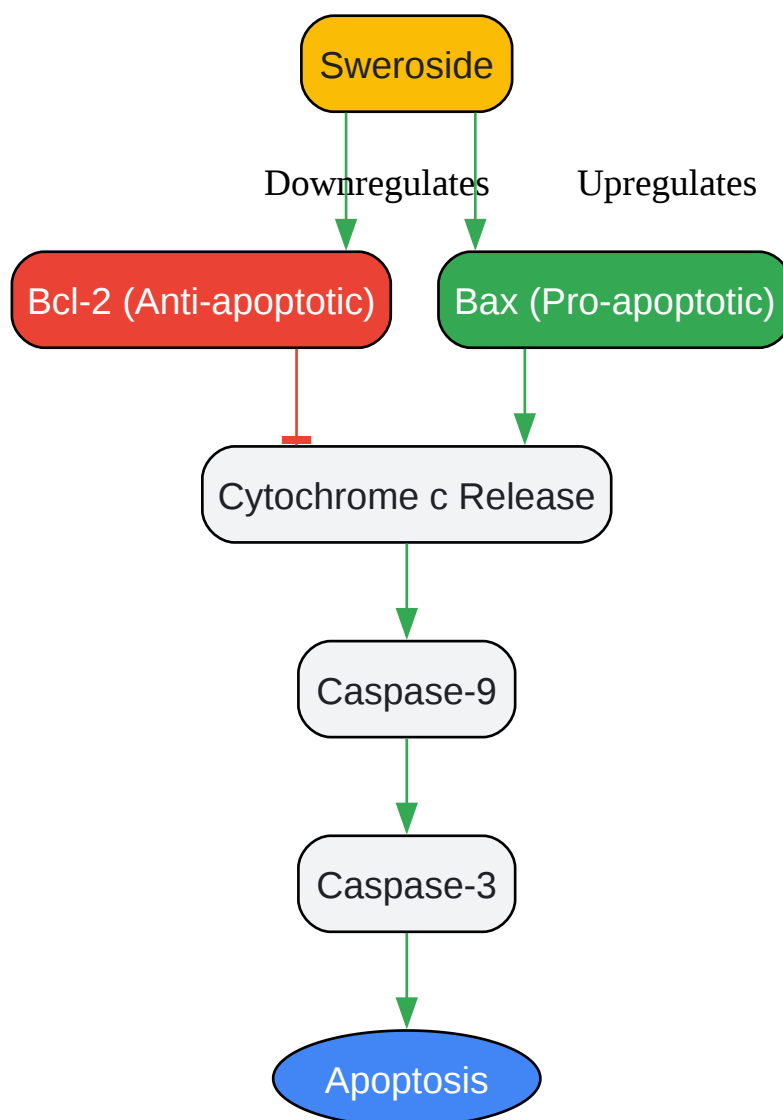 Sweroside
Downregulates
Upregulates
Bcl-2 (Anti-apoptotic)
Bax (Pro-apoptotic)
Cytochrome c Release
Caspase-9
Caspase-3
Apoptosis